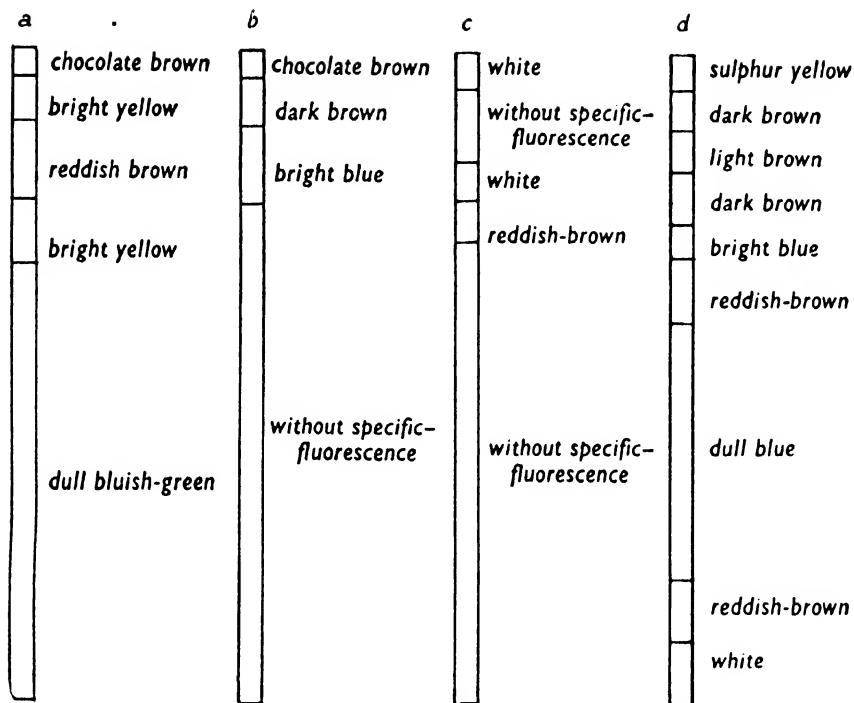 a
chocolate brown
bright yellow
reddish brown
bright yellow
dull bluish-green
b
chocolate brown
dark brown
bright blue
without specific-
fluorescence
c
white
without specific-
fluorescence
white
reddish-brown
without specific-
fluorescence
d
sulphur yellow
dark brown
light brown
dark brown
bright blue
reddish-brown
dull blue
reddish-brown
white